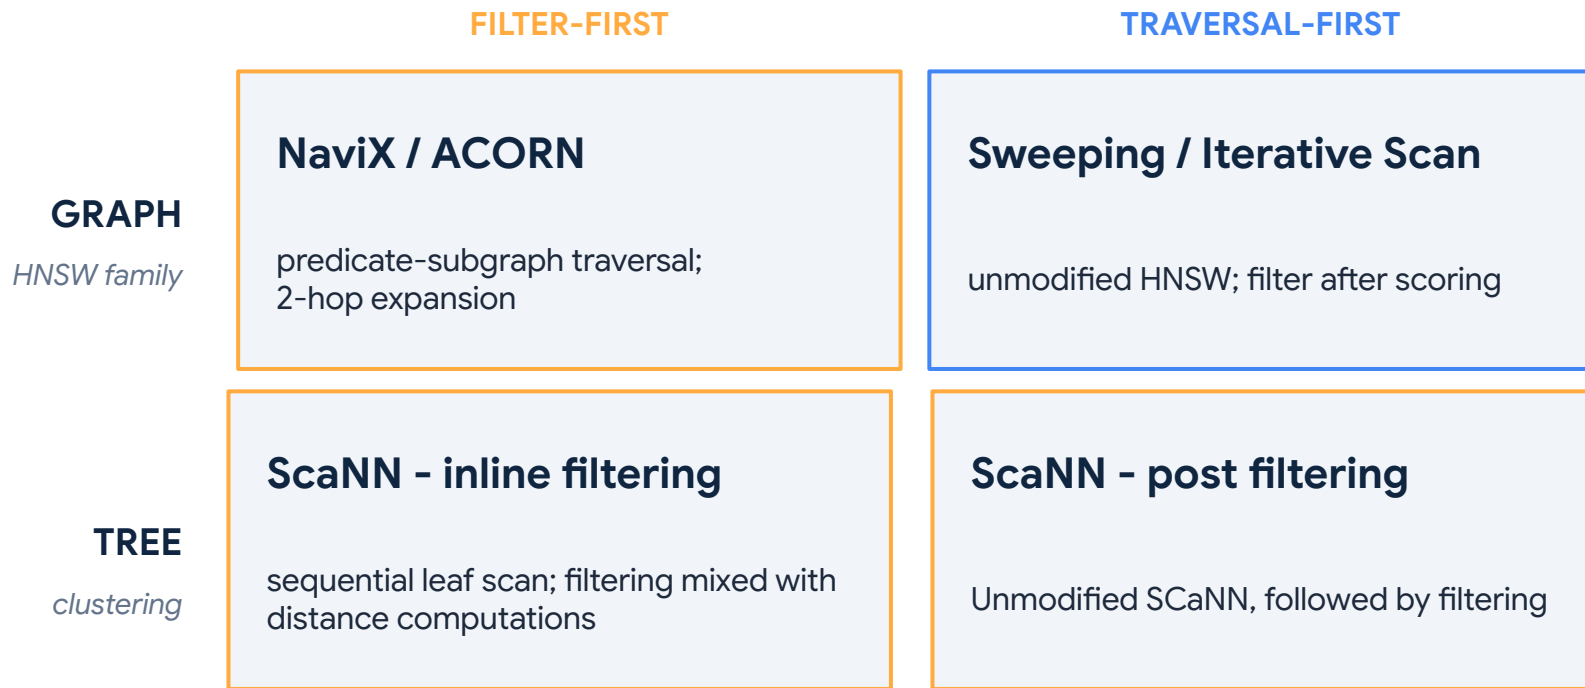 FILTER-FIRST
TRAVERSAL-FIRST
GRAPH
HNSW family
NaviX / ACORN
predicate-subgraph traversal;
2-hop expansion
Sweeping / Iterative Scan
unmodified HNSW; filter after scoring
TREE
clustering
ScaNN - inline filtering
sequential leaf scan; filtering mixed with
distance computations
ScaNN - post filtering
Unmodified SCaNN, followed by filtering